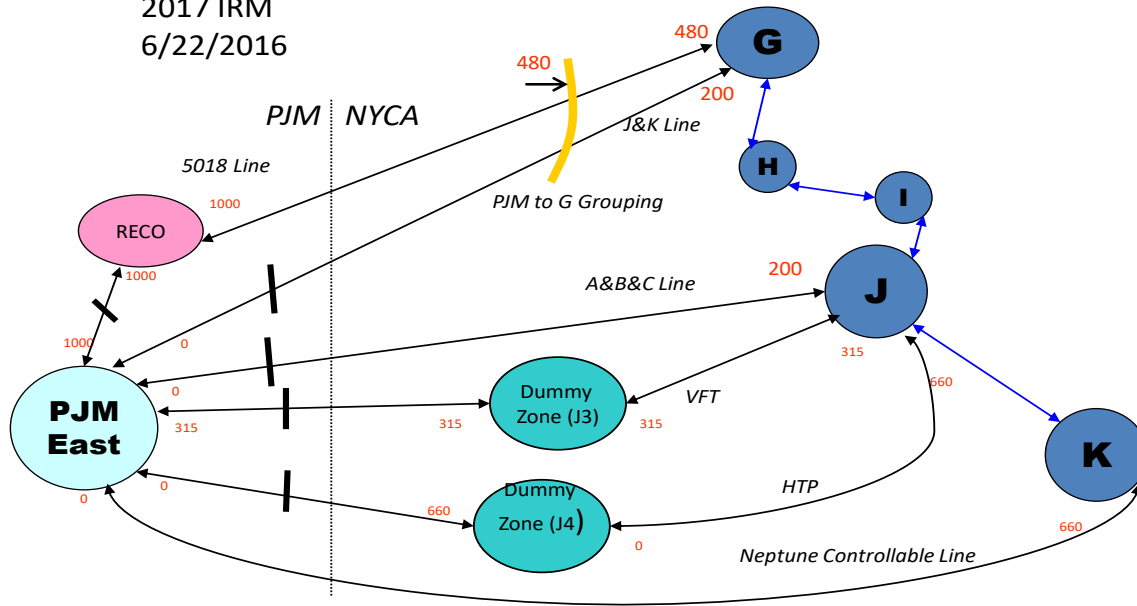 2017 IRM
6/22/2016
480
G
480
200
PJM
NYCA
J&K Line
5018 Line
H
PJM to G Grouping
I
1000
RECO
1000
200
A&B&C Line
J
1000
0
315
0
Dummy
Zone (J3)
VFT
660
PJM
East
315
315
315
K
0
0
Dummy
Zone (J4)
HTP
660
0
660
Neptune Controllable Line